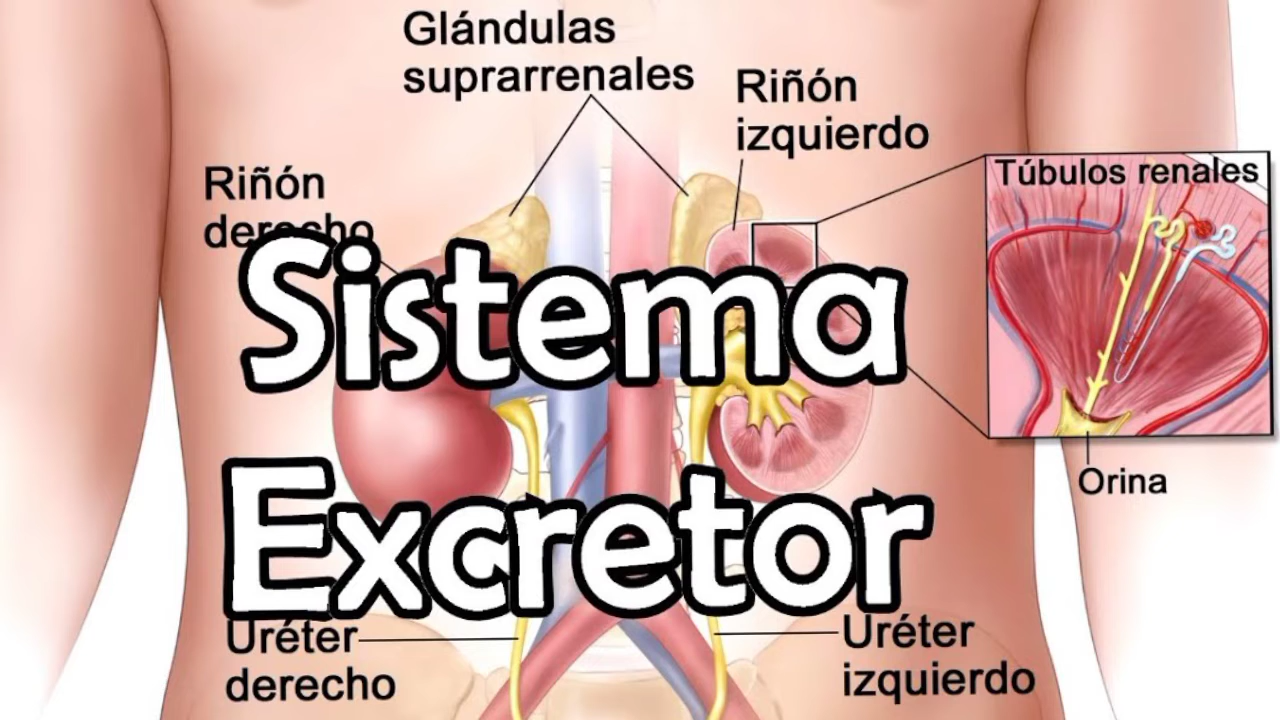 Glándulas
suprarrenales
Riñón
izquierdo
Riñón
derecho
Túbulos renales
Sistema
Excretor
Orina
Uréter
derecho
Uréter
izquierdo